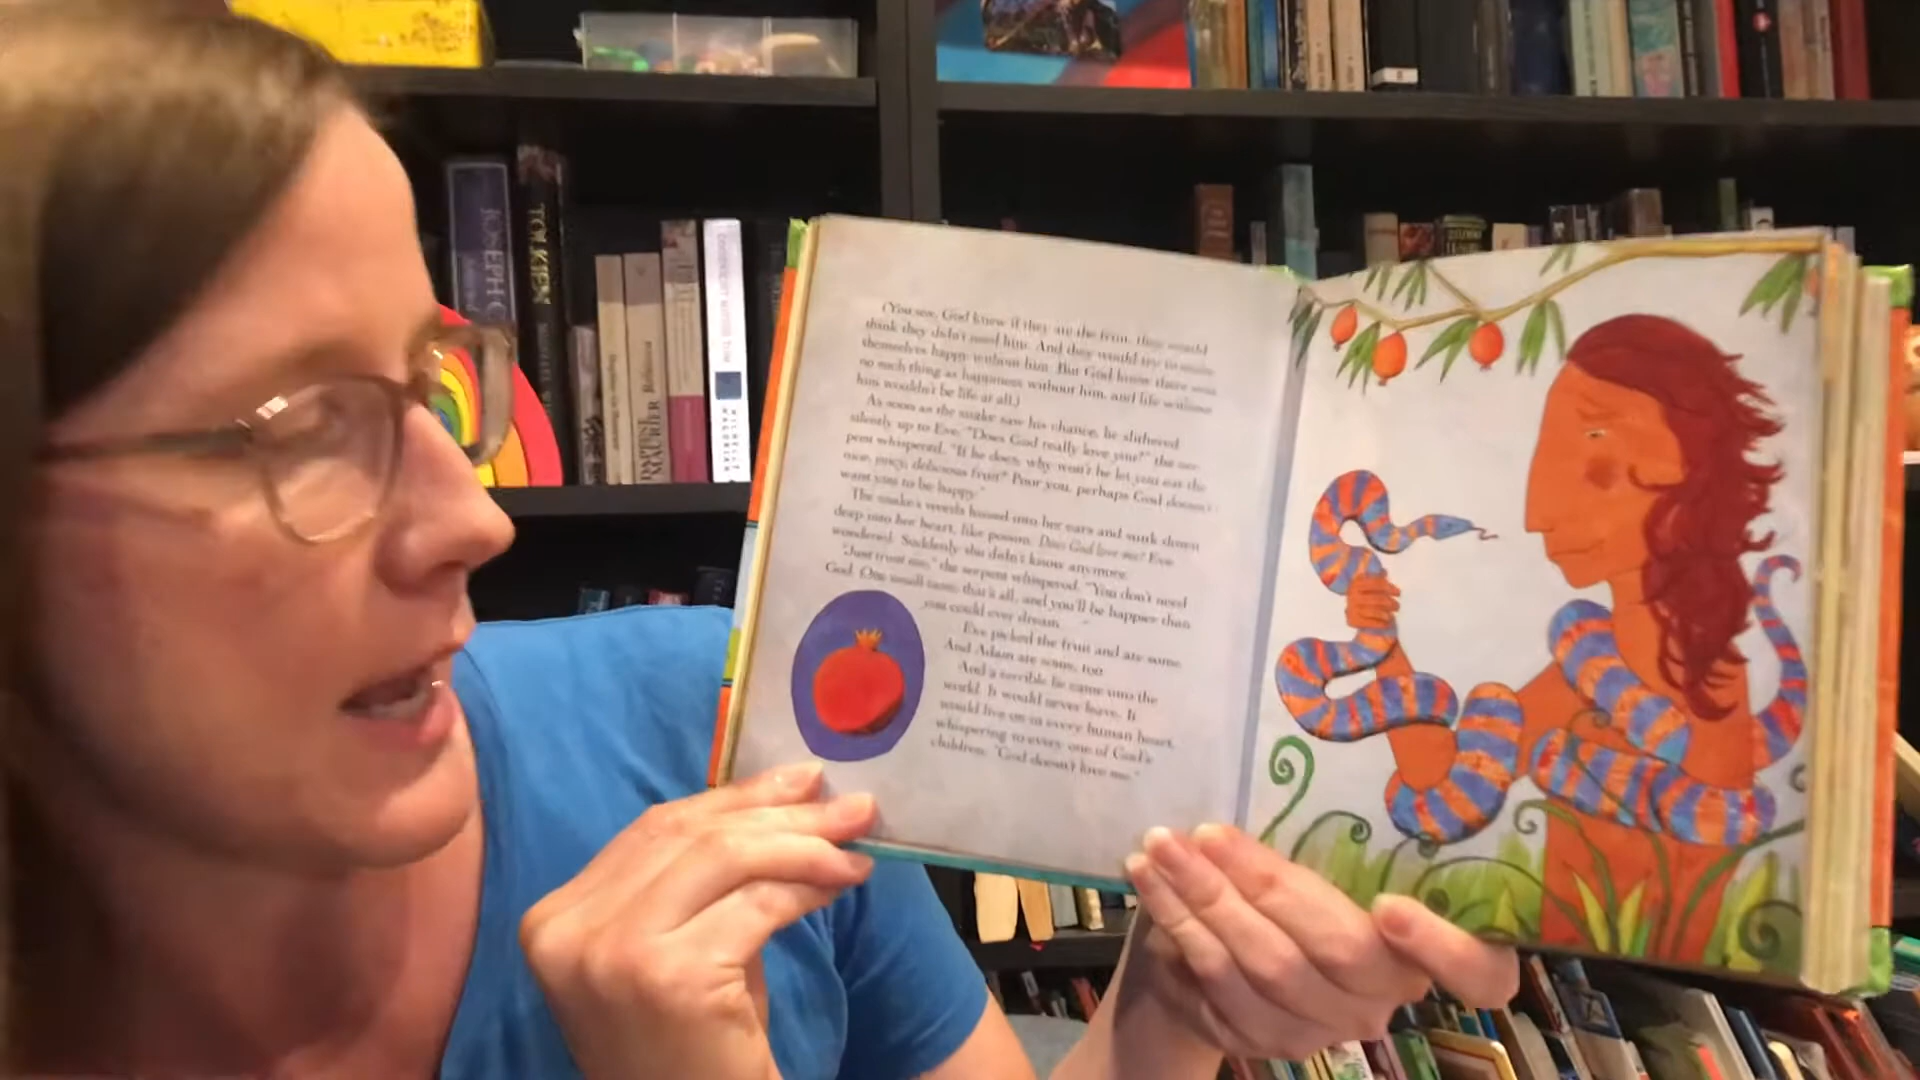 JOSEPH
TOLKIEN
DAPHNE
DU
MAURIER
Rebecca
(You see, God knew if they ate the fruit, they would
think they didn't need him. And they would try to make
themselves happy without him. But God knew there was
no such thing as happiness without him, and life without
him wouldn't be life at all.)
As soon as the snake saw his chance, he slithered
silently up to Eve. "Does God really love you?" the ser-
pent whispered. "If he does, why won't he let you eat the
nice, juicy, delicious fruit? Poor you, perhaps God doesn't
want you to be happy."
The snake's words hissed into her ears and sunk down
deep into her heart, like poison. Does God love me? Eve
wondered. Suddenly she didn't know anymore.
"Just trust me," the serpent whispered. "You don't need
God. One small taste, that's all, and you'll be happier than
you could ever dream..."
Eve picked the fruit and ate some.
And Adam ate some, too.
And a terrible lie came into the
world. It would never leave. It
would live on in every human heart,
whispering to every one of God's
children: "God doesn't love me."